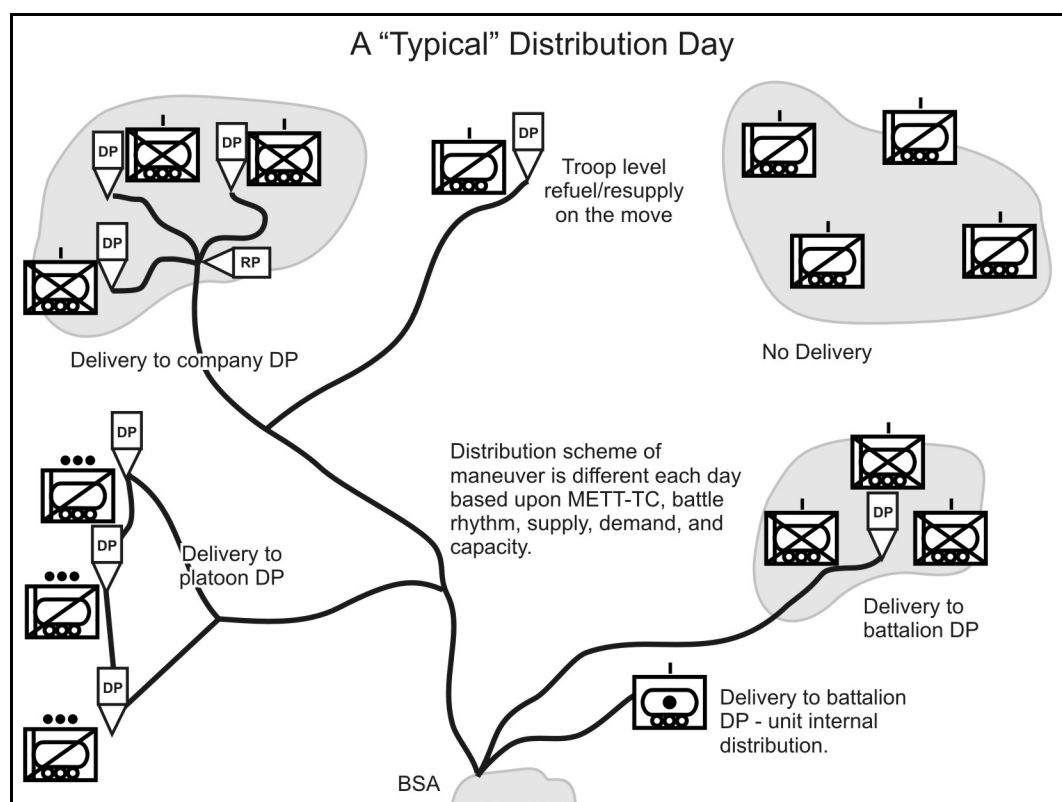 A “Typical” Distribution Day
DP
DP
DP
DP
RP
Troop level
refuel/resupply
on the move
Delivery to company DP
No Delivery
DP
DP
DP
Delivery to
platoon DP
Distribution scheme of
maneuver is different each day
based upon METT-TC, battle
rhythm, supply, demand, and
capacity.
DP
Delivery to
battalion DP
Delivery to battalion
DP - unit internal
distribution.
BSA